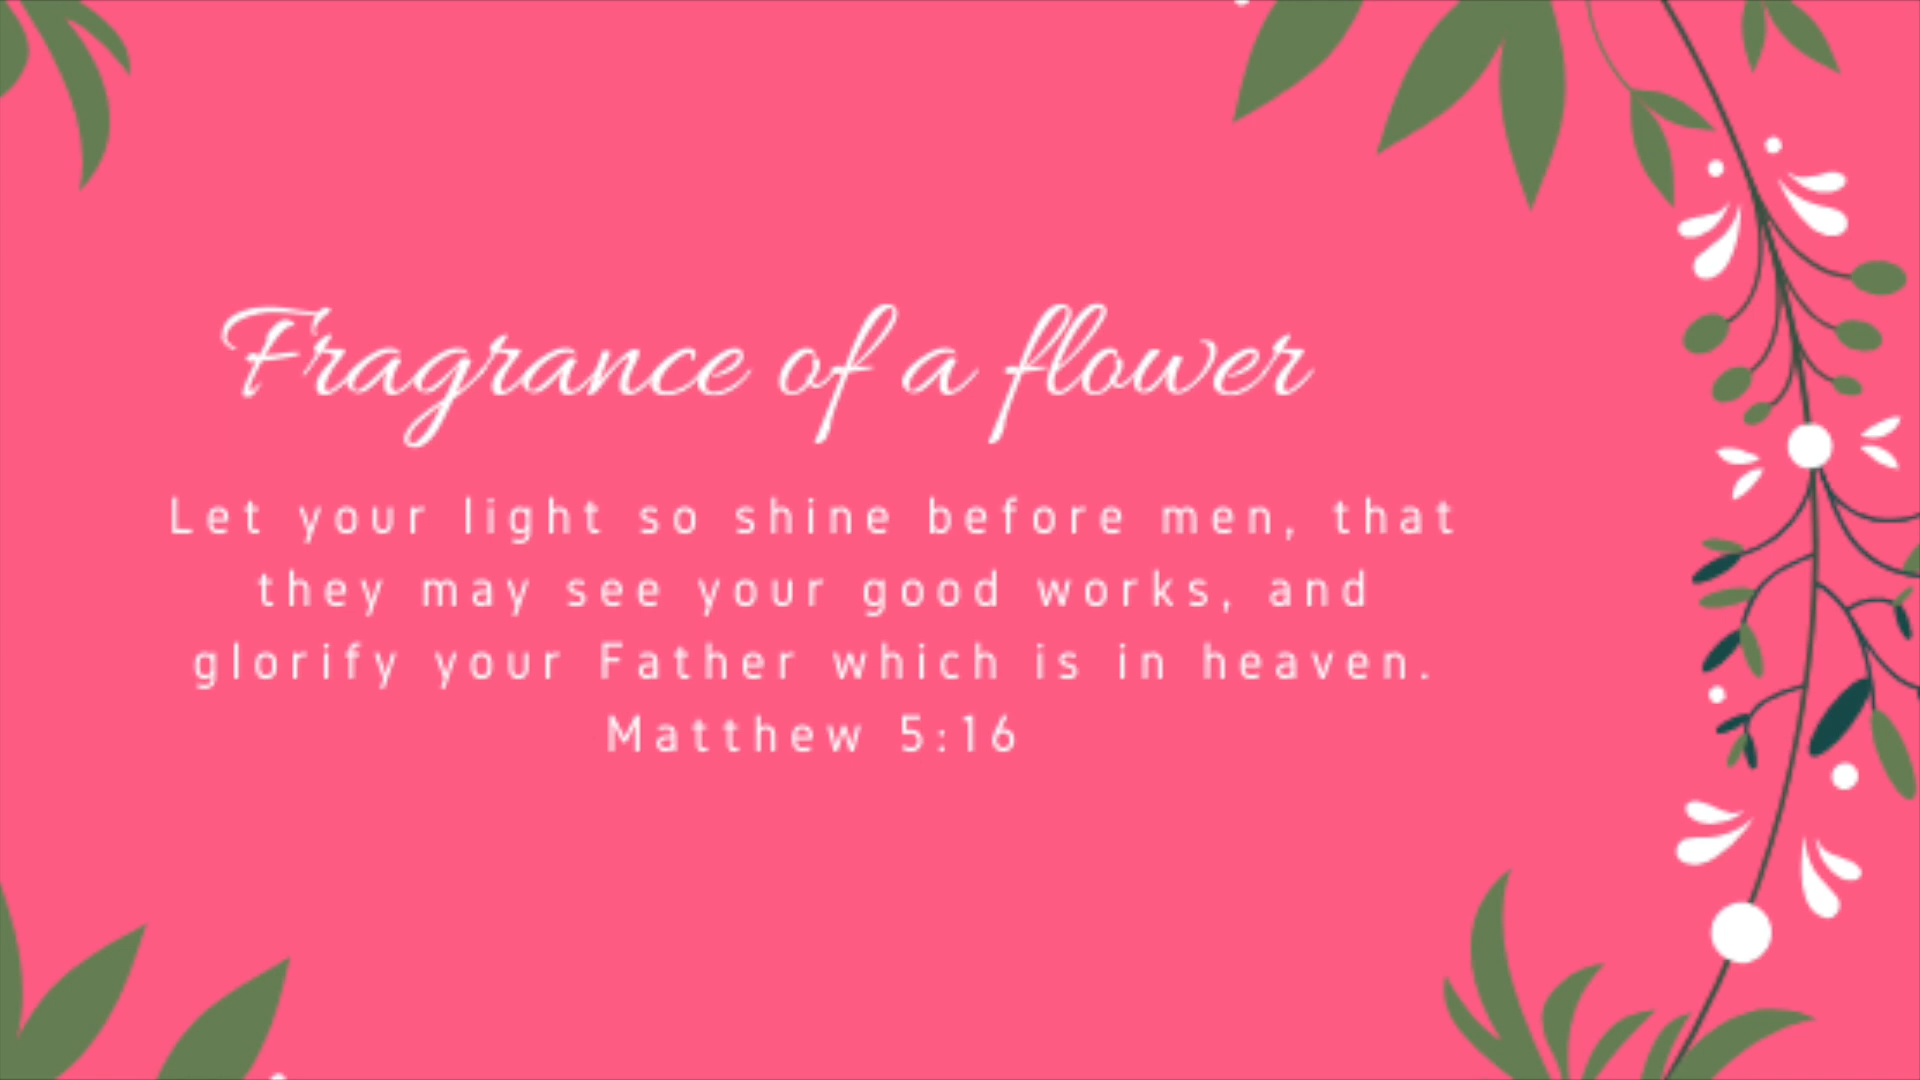 Fragrance of a flower
Let your light so shine before men, that
they may see your good works, and
glorify your Father which is in heaven.
Matthew 5:16